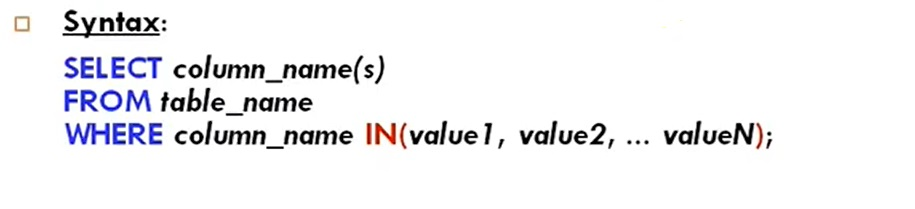 Syntax:
SELECT column_name(s)
FROM table_name
WHERE column_name IN(value1, value2, ... valueN);